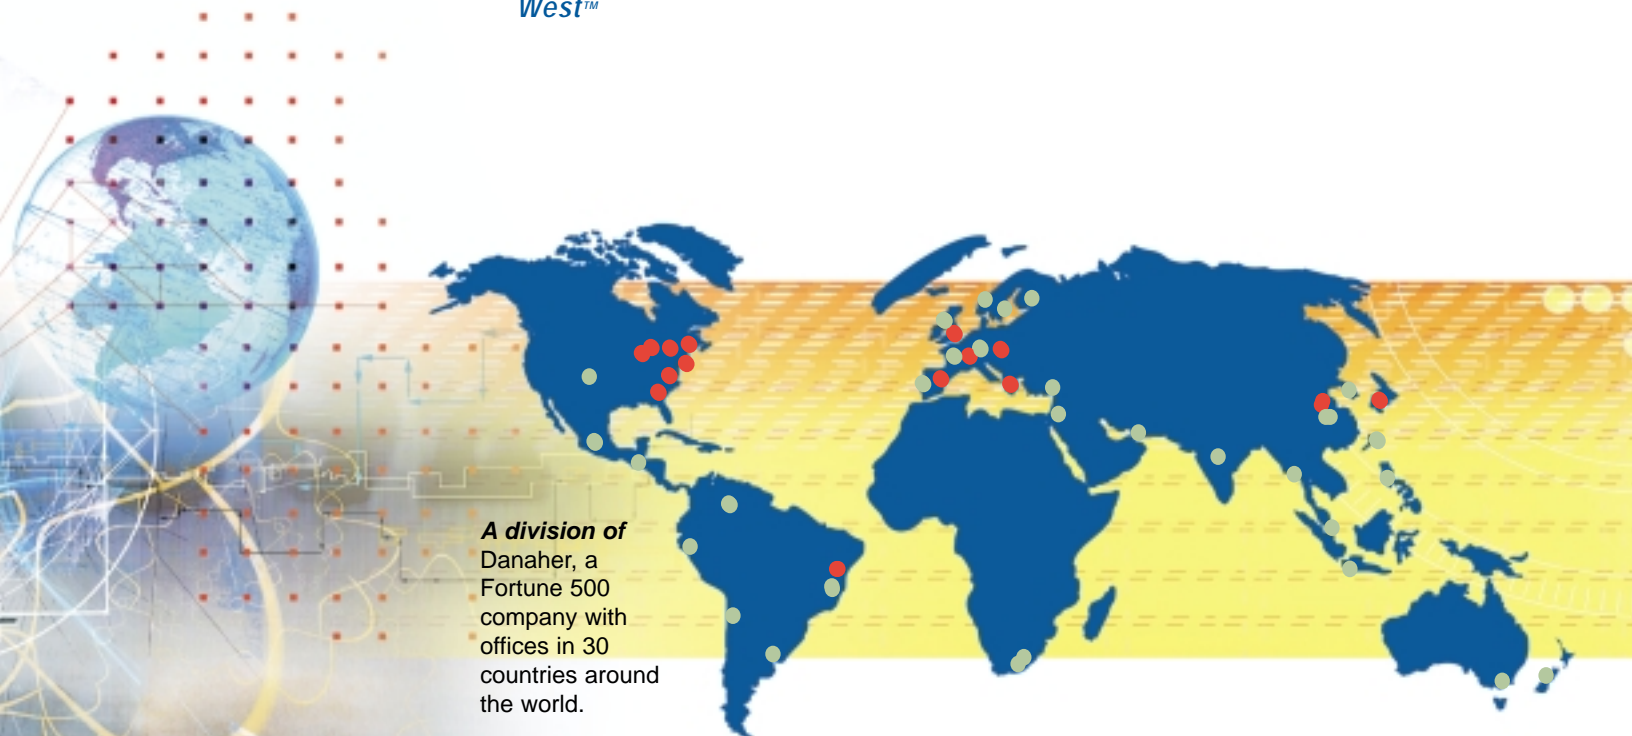 West™
A division of
Danaher, a
Fortune 500
company with
offices in 30
countries around
the world.